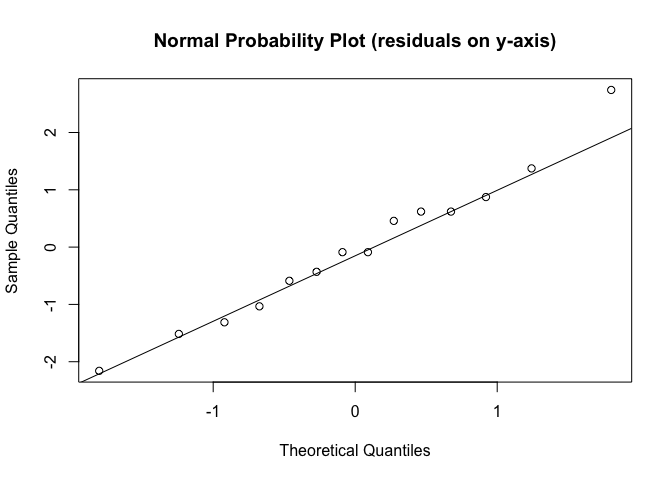 Normal Probability Plot (residuals on y-axis)
Sample Quantiles
2
1
0
-1
-2
-1 0 1
Theoretical Quantiles